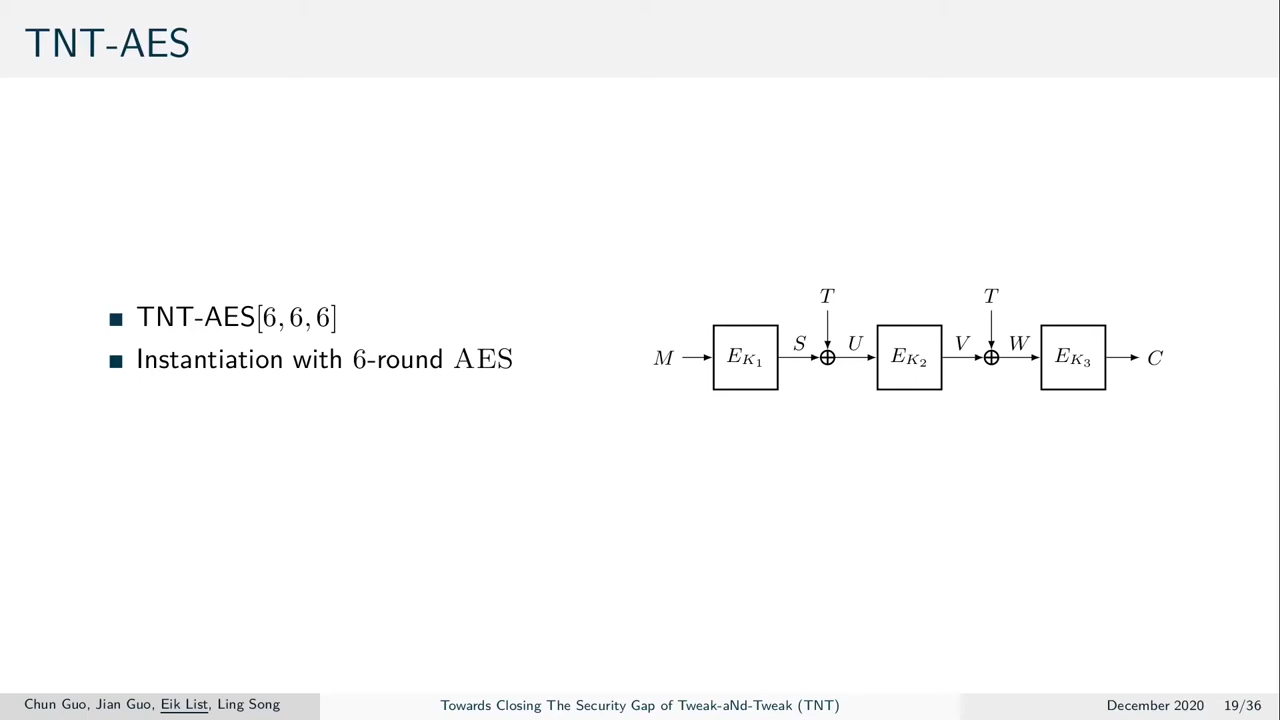 TNT-AES
TNT-AES[6, 6, 6]
Instantiation with 6-round AES
T T
M E_{K_1} S ⊕ U E_{K_2} V ⊕ W E_{K_3} C
Chun Guo, Jian Guo, Eik List, Ling Song Towards Closing The Security Gap of Tweak-aNd-Tweak (TNT) December 2020 19/36